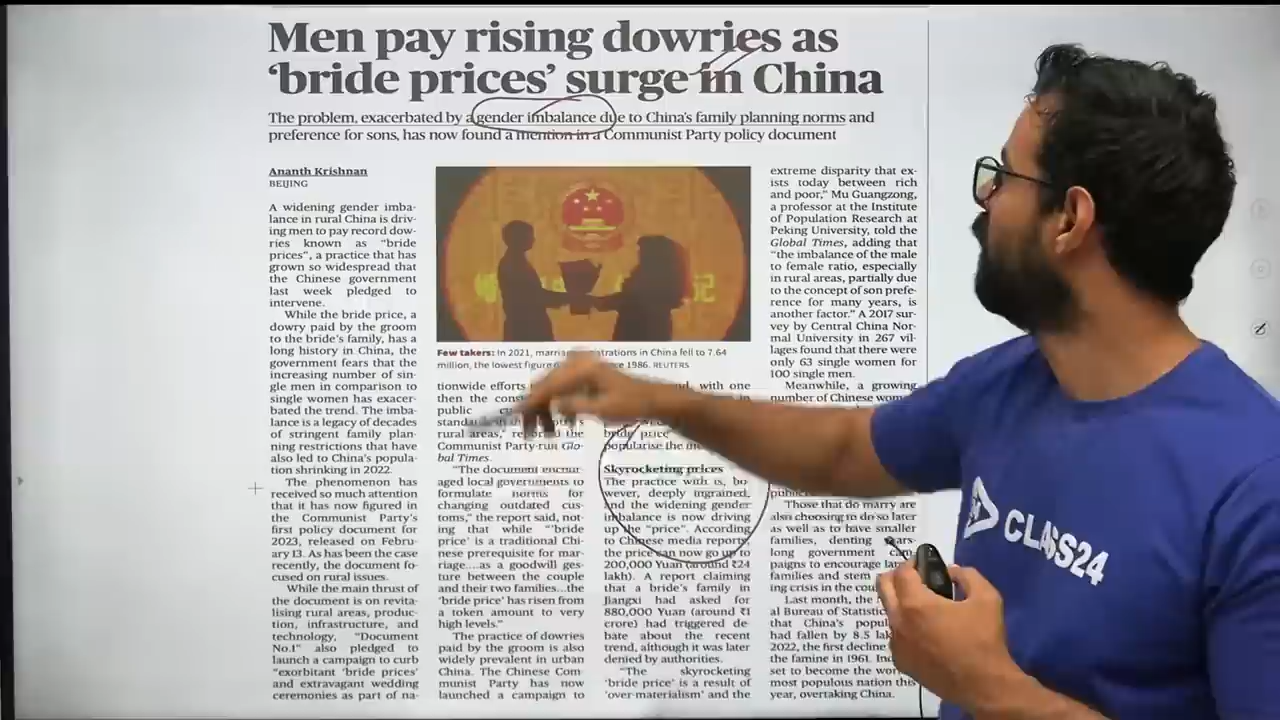 Men pay rising dowries as
‘bride prices’ surge in China
The problem, exacerbated by a gender imbalance due to China's family planning norms and
preference for sons, has now found a mention in a Communist Party policy document
Ananth Krishnan
BEIJING
A widening gender imba-
lance in rural China is driv-
ing men to pay record dow-
ries known as “bride
prices”, a practice that has
grown so widespread that
the Chinese government
last week pledged to
intervene.
While the bride price, a
dowry paid by the groom
to the bride's family, has a
long history in China, the
government fears that the
increasing number of sin-
gle men in comparison to
single women has exacer-
bated the trend. The imba-
lance is a legacy of decades
of stringent family plan-
ning restrictions that have
also led to China's popula-
tion shrinking in 2022.
The phenomenon has
received so much attention
that it has now figured in
the Communist Party's
first policy document for
2023, released on Februa-
ary 13. As has been the case
recently, the document fo-
cused on rural issues.
While the main thrust of
the document is on revita-
lising rural areas, produc-
tion, infrastructure, and
technology, “Document
No.1” also pledged to
launch a campaign to curb
“exorbitant ‘bride prices’
and extravagant wedding
ceremonies as part of na-
Few takers: In 2021, registrations in China fell to 7.64
million, the lowest 1986. REUTERS
tionwide efforts
then the
public
rural areas,” the
Communist Party-run Glo-
bal Times.
“The document encour-
aged local governments to
formulate norms for
changing outdated cus-
toms,” the report said, not-
ing that while “‘bride
price’ is a traditional Chi-
nese prerequisite for mar-
riage....as a goodwill ges-
ture between the couple
and their two families...the
‘bride price’ has risen from
a token amount to very
high levels.”
The practice of dowries
paid by the groom is also
widely prevalent in urban
China. The Chinese Com-
munist Party has now
launched a campaign to
with one
bride price
popularise the
Skyrocketing prices
The practice with is, ho-
wever, deeply ingrained,
and the widening gender
imbalance is now driving
up the “price”. According
to Chinese media reports,
the price can now go up to
200,000 Yuan (around ₹24
lakh). A report claiming
that a bride's family in
Jiangxi had asked for
880,000 Yuan (around ₹1
crore) had triggered de-
bate about the recent
trend, although it was later
denied by authorities.
“The skyrocketing
‘bride price’ is a result of
‘over-materialism’ and the
extreme disparity that ex-
ists today between rich
and poor,” Mu Guangzong,
a professor at the Institute
of Population Research at
Peking University, told the
Global Times, adding that
“the imbalance of the male
to female ratio, especially
in rural areas, partially due
to the concept of son prefe-
rence for many years, is
another factor.” A 2017 sur-
vey by Central China Nor-
mal University in 267 vil-
lages found that there were
only 63 single women for
100 single men.
Meanwhile, a growing
number of Chinese
Those that do marry are
also choosing to do so later
as well as to have smaller
families, denting
long government
paigns to encourage
families and stem
ing crisis in the
Last month, the
al Bureau of
that China's
had fallen by 8.5
2022, the first decline
the famine in 1961.
set to become the
most populous nation this
year, overtaking China.
CLASS24